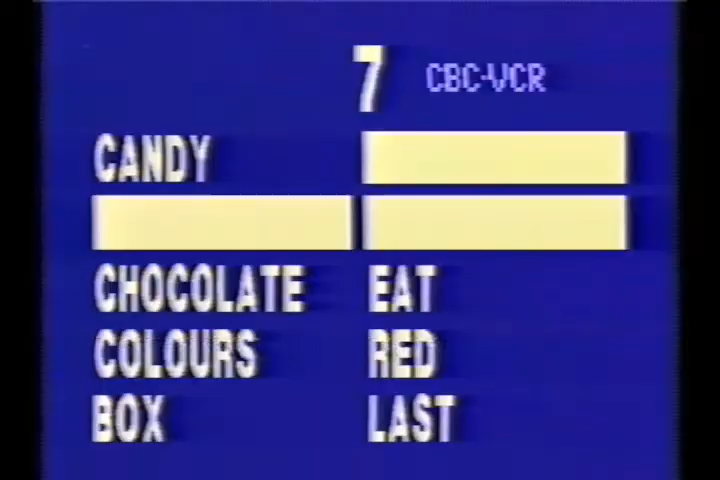 7 CBC-VCR
CANDY
CHOCOLATE EAT
COLOURS RED
BOX LAST